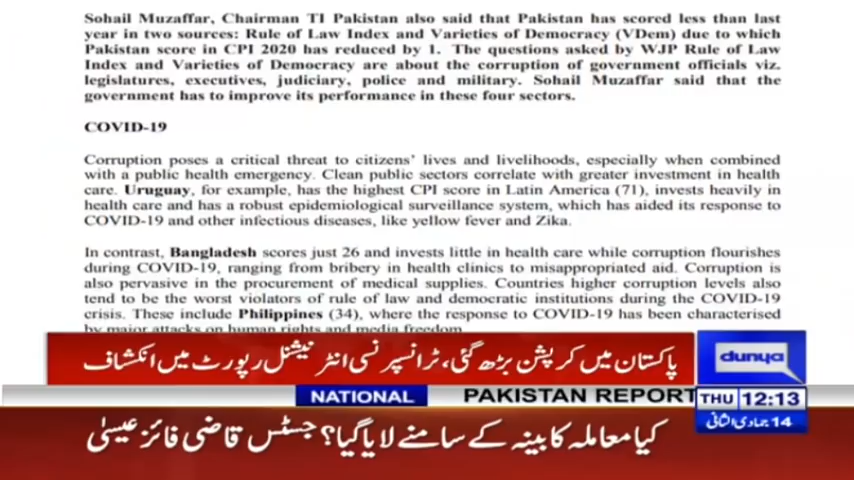 Sohail Muzaffar, Chairman TI Pakistan also said that Pakistan has scored less than last
year in two sources: Rule of Law Index and Varieties of Democracy (VDem) due to which
Pakistan score in CPI 2020 has reduced by 1. The questions asked by WJP Rule of Law
Index and Varieties of Democracy are about the corruption of government officials viz.
legislatures, executives, judiciary, police and military. Sohail Muzaffar said that the
government has to improve its performance in these four sectors.
COVID-19
Corruption poses a critical threat to citizens' lives and livelihoods, especially when combined
with a public health emergency. Clean public sectors correlate with greater investment in health
care. Uruguay, for example, has the highest CPI score in Latin America (71), invests heavily in
health care and has a robust epidemiological surveillance system, which has aided its response to
COVID-19 and other infectious diseases, like yellow fever and Zika.
In contrast, Bangladesh scores just 26 and invests little in health care while corruption flourishes
during COVID-19, ranging from bribery in health clinics to misappropriated aid. Corruption is
also pervasive in the procurement of medical supplies. Countries higher corruption levels also
tend to be the worst violators of rule of law and democratic institutions during the COVID-19
crisis. These include Philippines (34), where the response to COVID-19 has been characterised
by major attacks on human rights and media freedom.
پاکستان میں کرپشن بڑھ گئی، ٹرانسپرنسی انٹرنیشنل رپورٹ میں انکشاف
dunya
NATIONAL
PAKISTAN REPORT
THU 12:13
14 جمادی الثانی
کیا معاملہ کابینہ کے سامنے لایا گیا؟ جسٹس قاضی فائز عیسیٰ